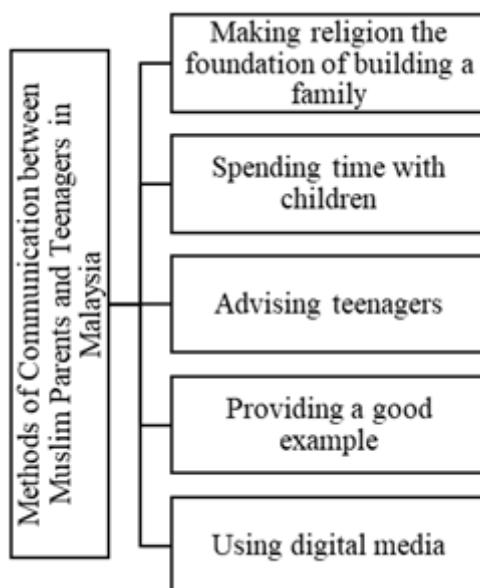 Methods of Communication between
Muslim Parents and Teenagers in
Malaysia
Making religion the
foundation of building a
family
Spending time with
children
Advising teenagers
Providing a good
example
Using digital media